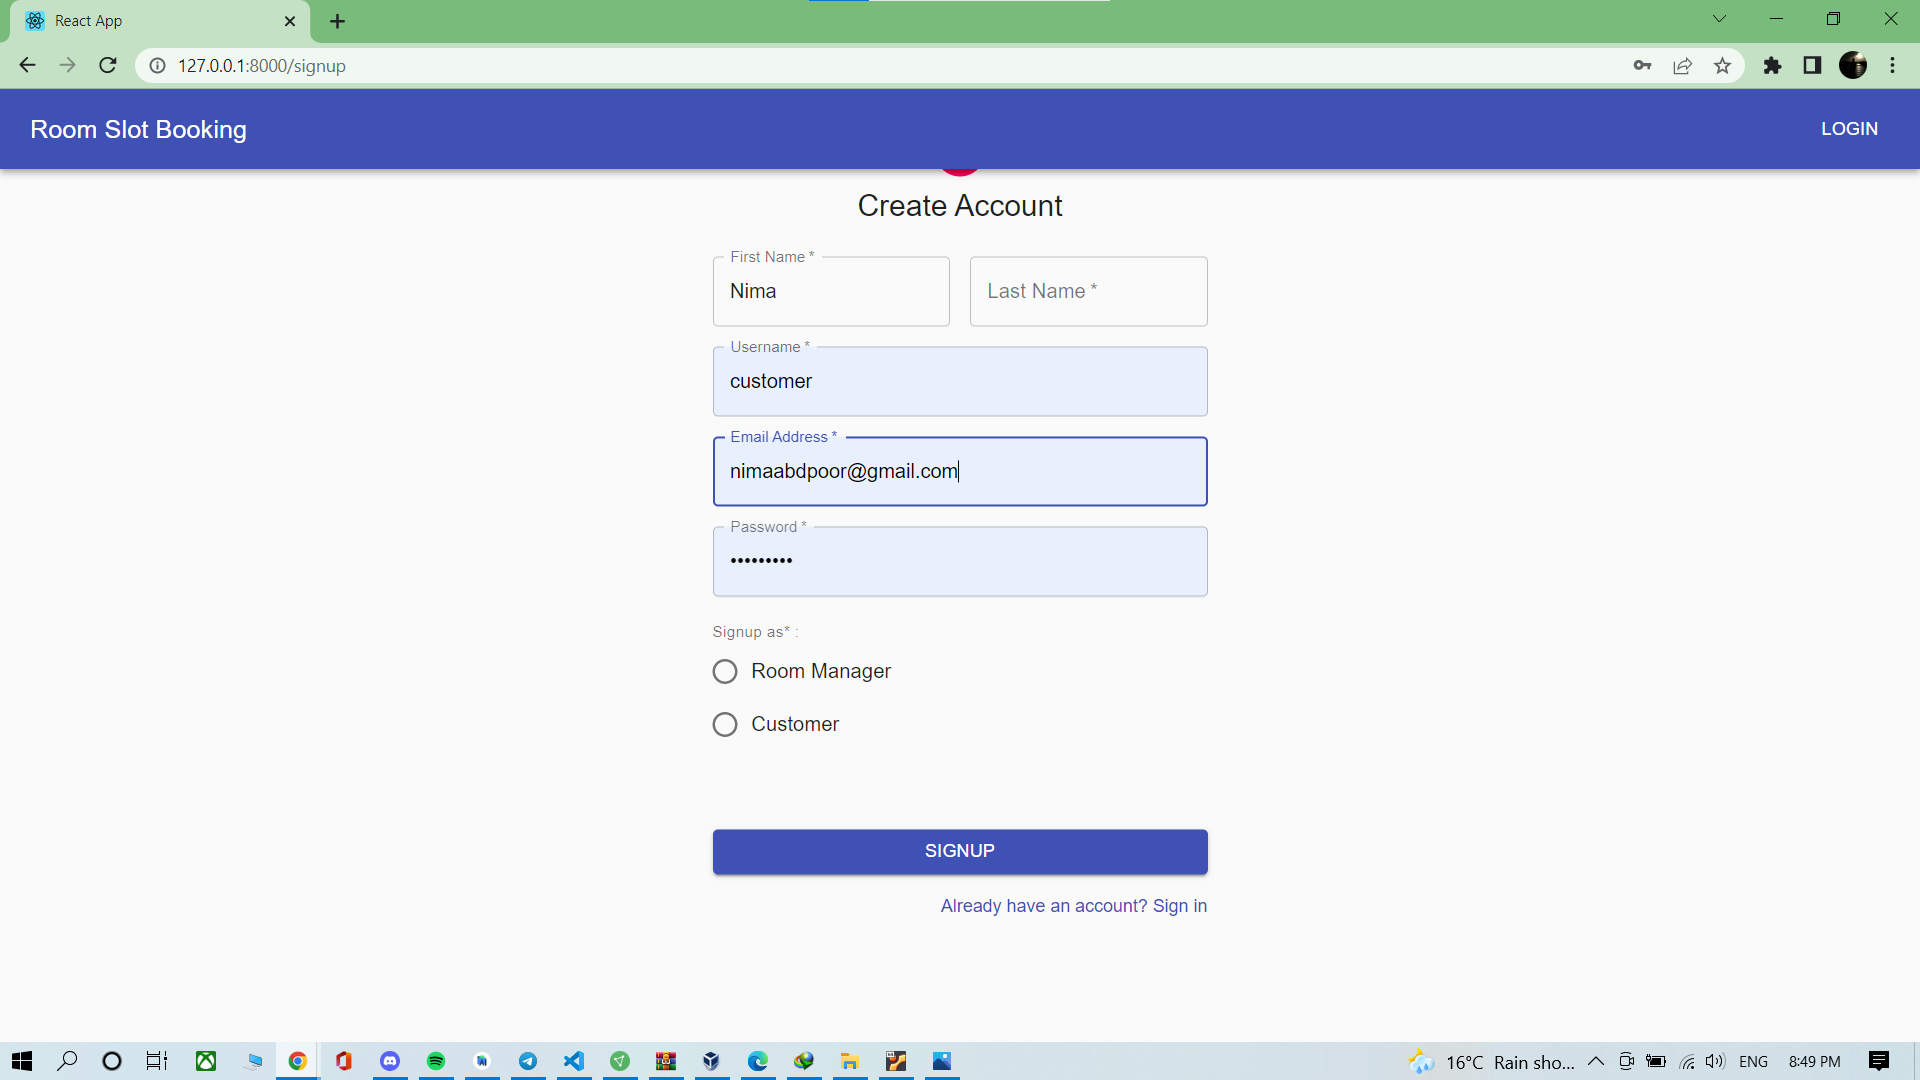 React App
127.0.0.1:8000/signup
Room Slot Booking
LOGIN
Create Account
First Name *
Nima
Last Name *
Username *
customer
Email Address *
nimaabdpoor@gmail.com
Password *
•••••••••
Signup as* :
Room Manager
Customer
SIGNUP
Already have an account? Sign in
16°C Rain sho... ENG 8:49 PM